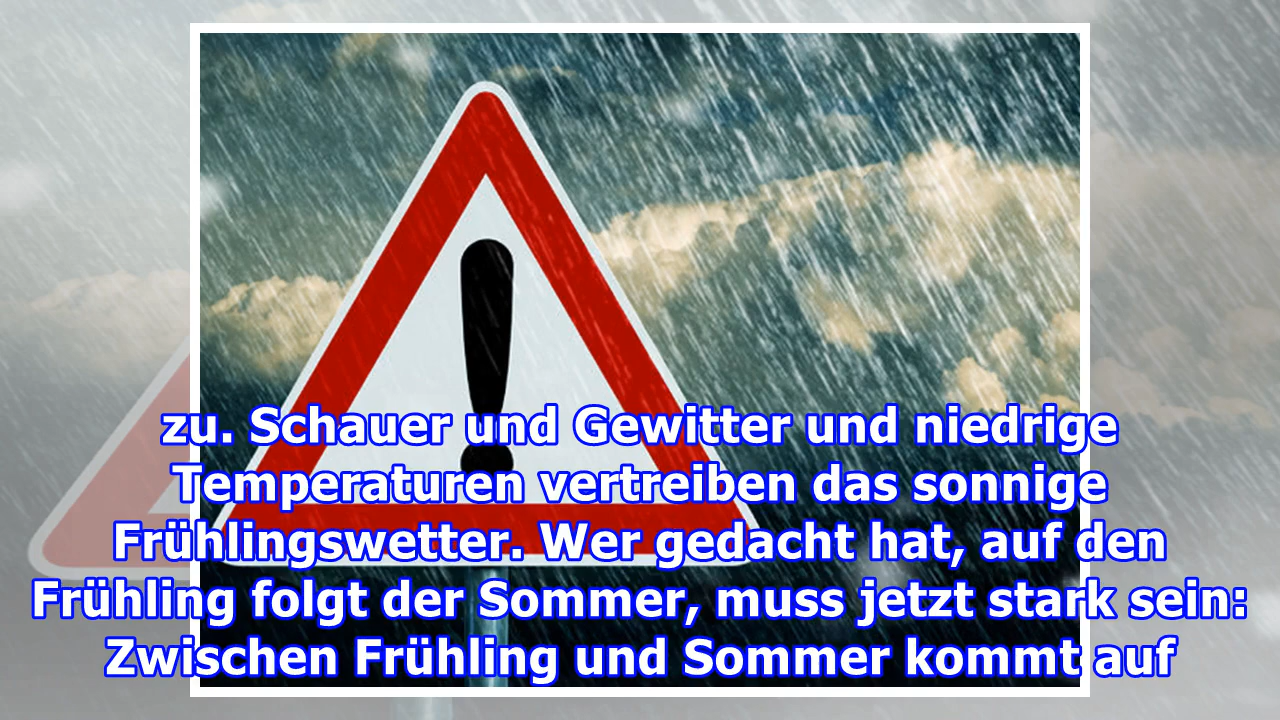 zu. Schauer und Gewitter und niedrige
Temperaturen vertreiben das sonnige
Frühlingswetter. Wer gedacht hat, auf den
Frühling folgt der Sommer, muss jetzt stark sein:
Zwischen Frühling und Sommer kommt auf